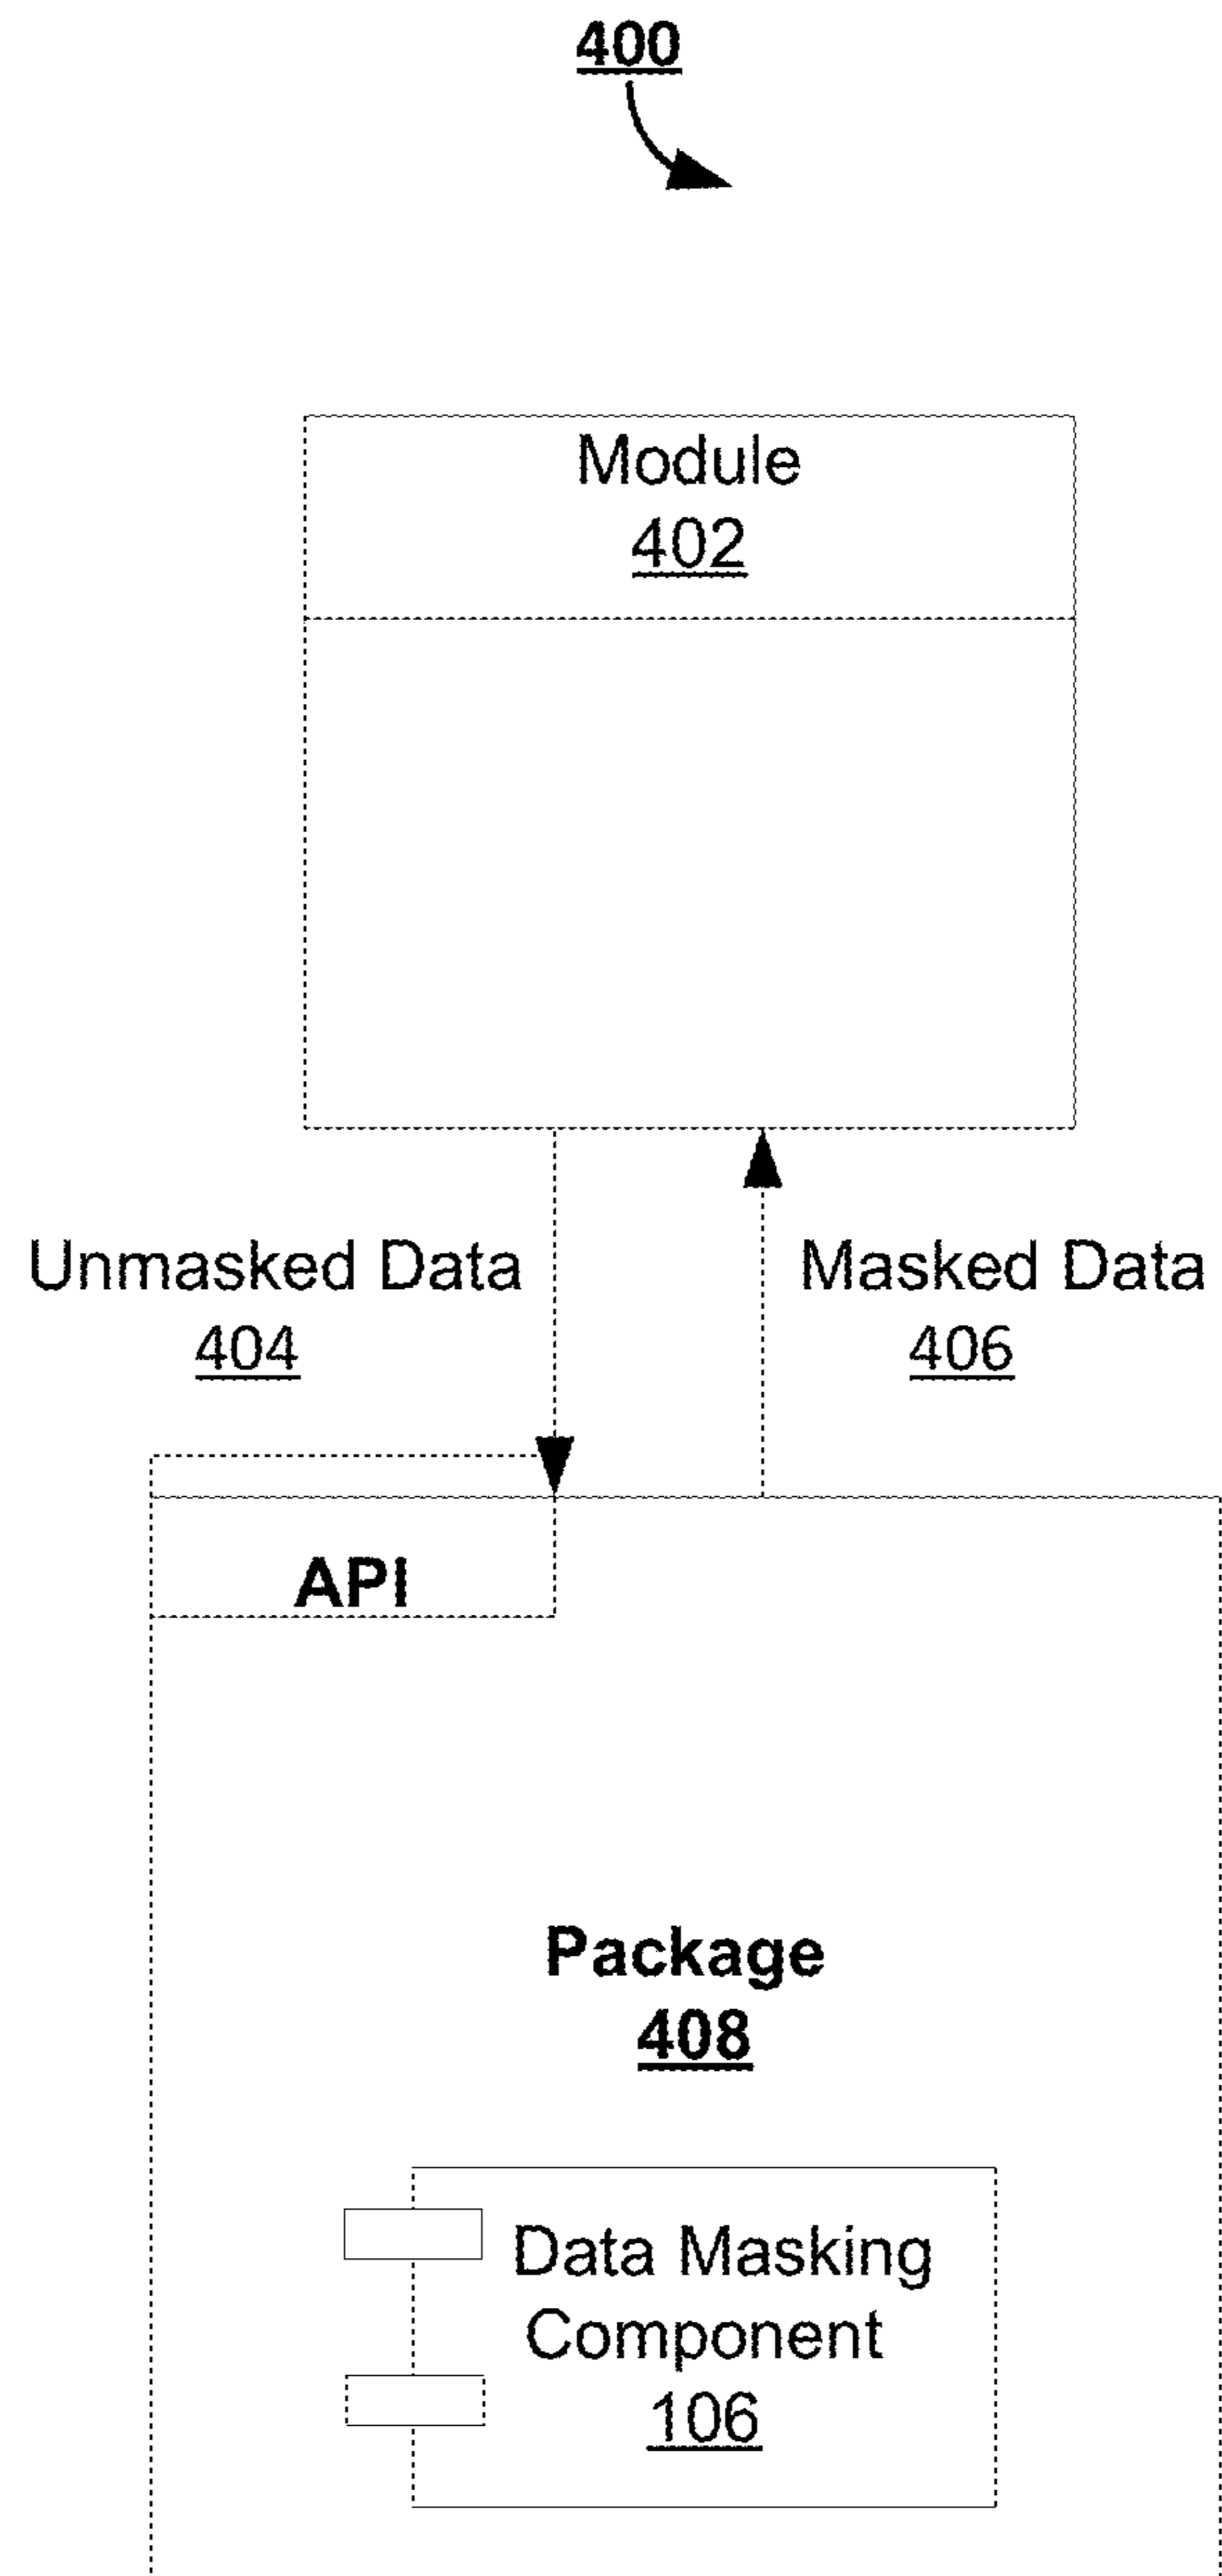 400
Module
402
Unmasked Data
404
Masked Data
406
API
Package
408
Data Masking
Component
106